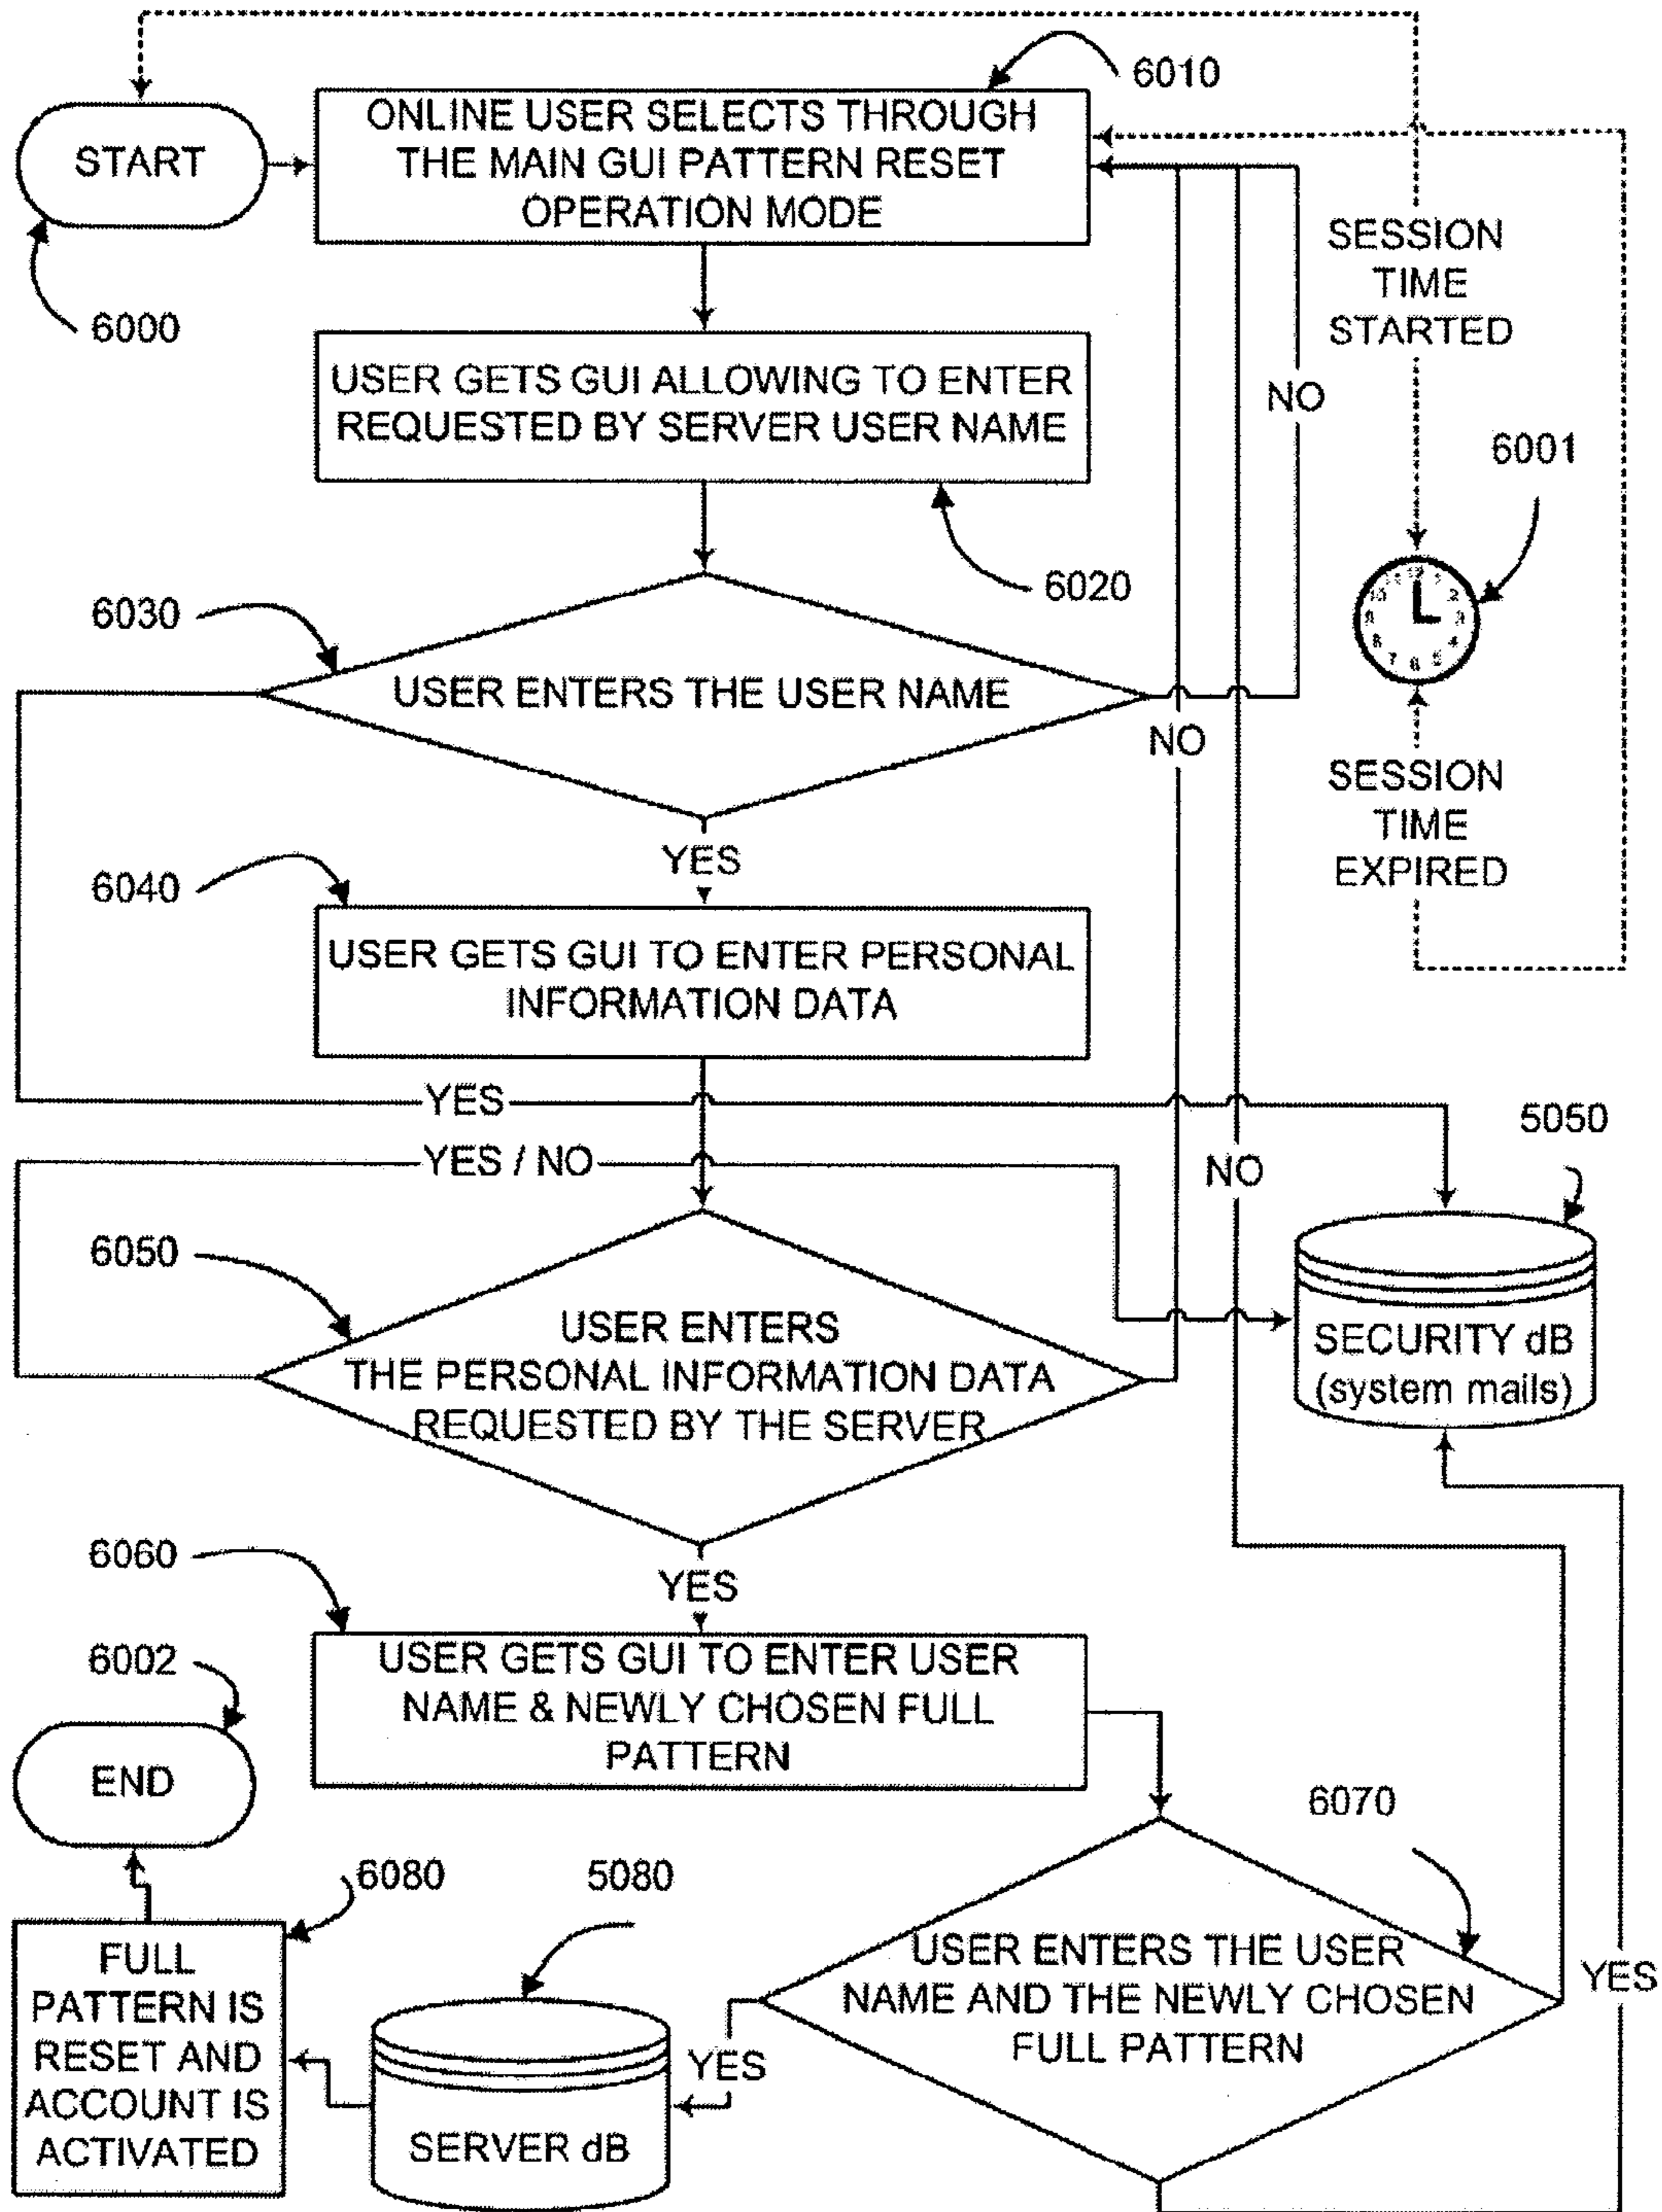 6010
START
ONLINE USER SELECTS THROUGH
THE MAIN GUI PATTERN RESET
OPERATION MODE
6000
SESSION
TIME
STARTED
USER GETS GUI ALLOWING TO ENTER
REQUESTED BY SERVER USER NAME
NO
6001
6020
6030
USER ENTERS THE USER NAME
NO
SESSION
TIME
EXPIRED
YES
6040
USER GETS GUI TO ENTER PERSONAL
INFORMATION DATA
YES
YES / NO
NO
5050
6050
USER ENTERS
THE PERSONAL INFORMATION DATA
REQUESTED BY THE SERVER
SECURITY dB
(system mails)
6060
YES
6002
USER GETS GUI TO ENTER USER
NAME & NEWLY CHOSEN FULL
PATTERN
END
6070
6080
5080
FULL
PATTERN IS
RESET AND
ACCOUNT IS
ACTIVATED
USER ENTERS THE USER
NAME AND THE NEWLY CHOSEN
FULL PATTERN
YES
YES
SERVER dB